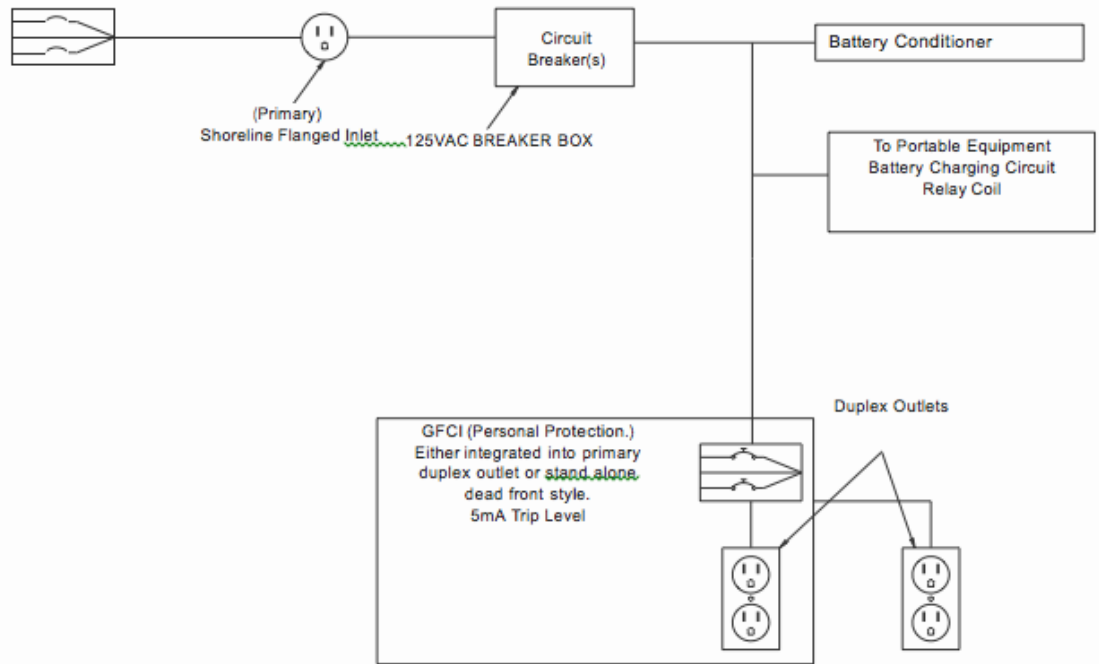 Circuit
Breaker(s)
Battery Conditioner
(Primary)
Shoreline Flanged Inlet
125VAC BREAKER BOX
To Portable Equipment
Battery Charging Circuit
Relay Coil
Duplex Outlets
GFCI (Personal Protection.)
Either integrated into primary
duplex outlet or stand alone
dead front style.
5mA Trip Level